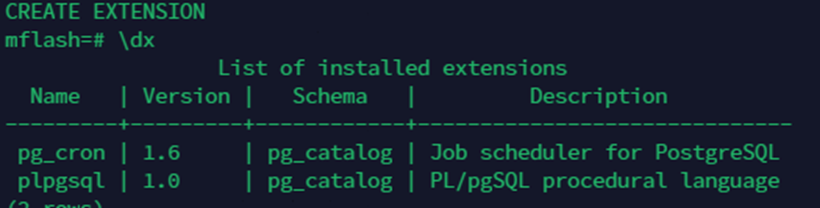 CREATE EXTENSION
mflash=# \dx
List of installed extensions
Name | Version | Schema | Description
---------+---------+------------+------------------------------
pg_cron | 1.6 | pg_catalog | Job scheduler for PostgreSQL
plpgsql | 1.0 | pg_catalog | PL/pgSQL procedural language